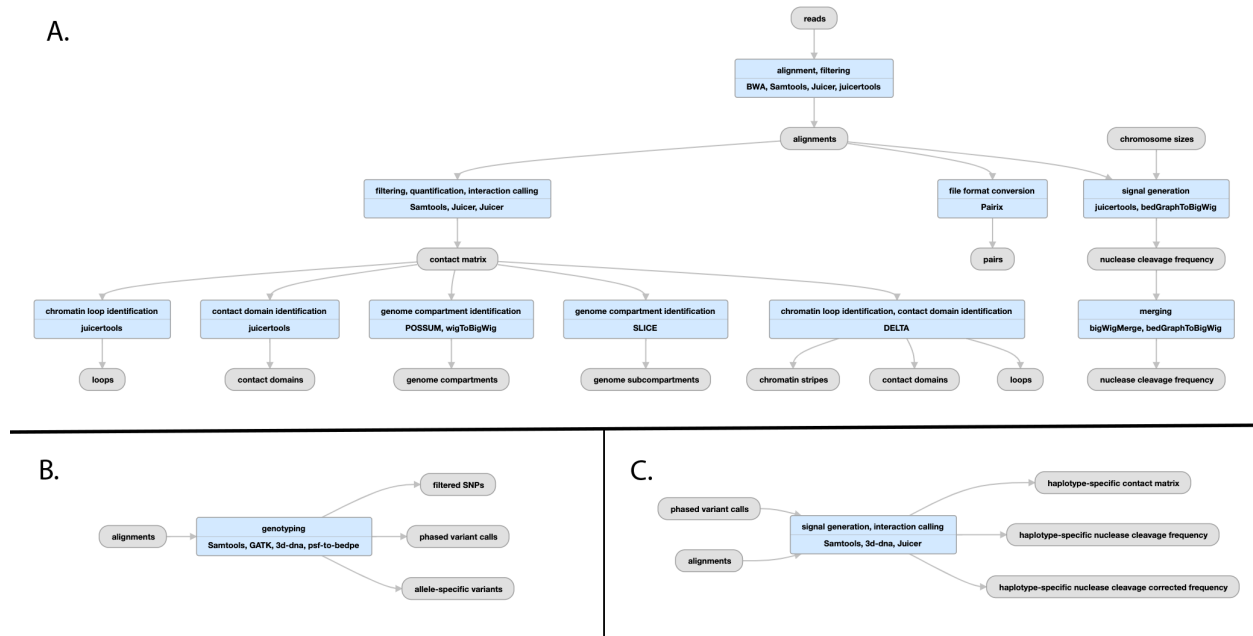 A.
reads
alignment, filtering
BWA, Samtools, Juicer, juicertools
alignments
chromosome sizes
filtering, quantification, interaction calling
Samtools, Juicer, Juicer
file format conversion
Pairix
signal generation
juicertools, bedGraphToBigWig
contact matrix
pairs
nuclease cleavage frequency
chromatin loop identification
juicertools
contact domain identification
juicertools
genome compartment identification
POSSUM, wigToBigWig
genome compartment identification
SLICE
chromatin loop identification, contact domain identification
DELTA
merging
bigWigMerge, bedGraphToBigWig
loops
contact domains
genome compartments
genome subcompartments
chromatin stripes
contact domains
loops
nuclease cleavage frequency
B.
alignments
genotyping
Samtools, GATK, 3d-dna, psf-to-bedpe
filtered SNPs
phased variant calls
allele-specific variants
C.
phased variant calls
alignments
signal generation, interaction calling
Samtools, 3d-dna, Juicer
haplotype-specific contact matrix
haplotype-specific nuclease cleavage frequency
haplotype-specific nuclease cleavage corrected frequency